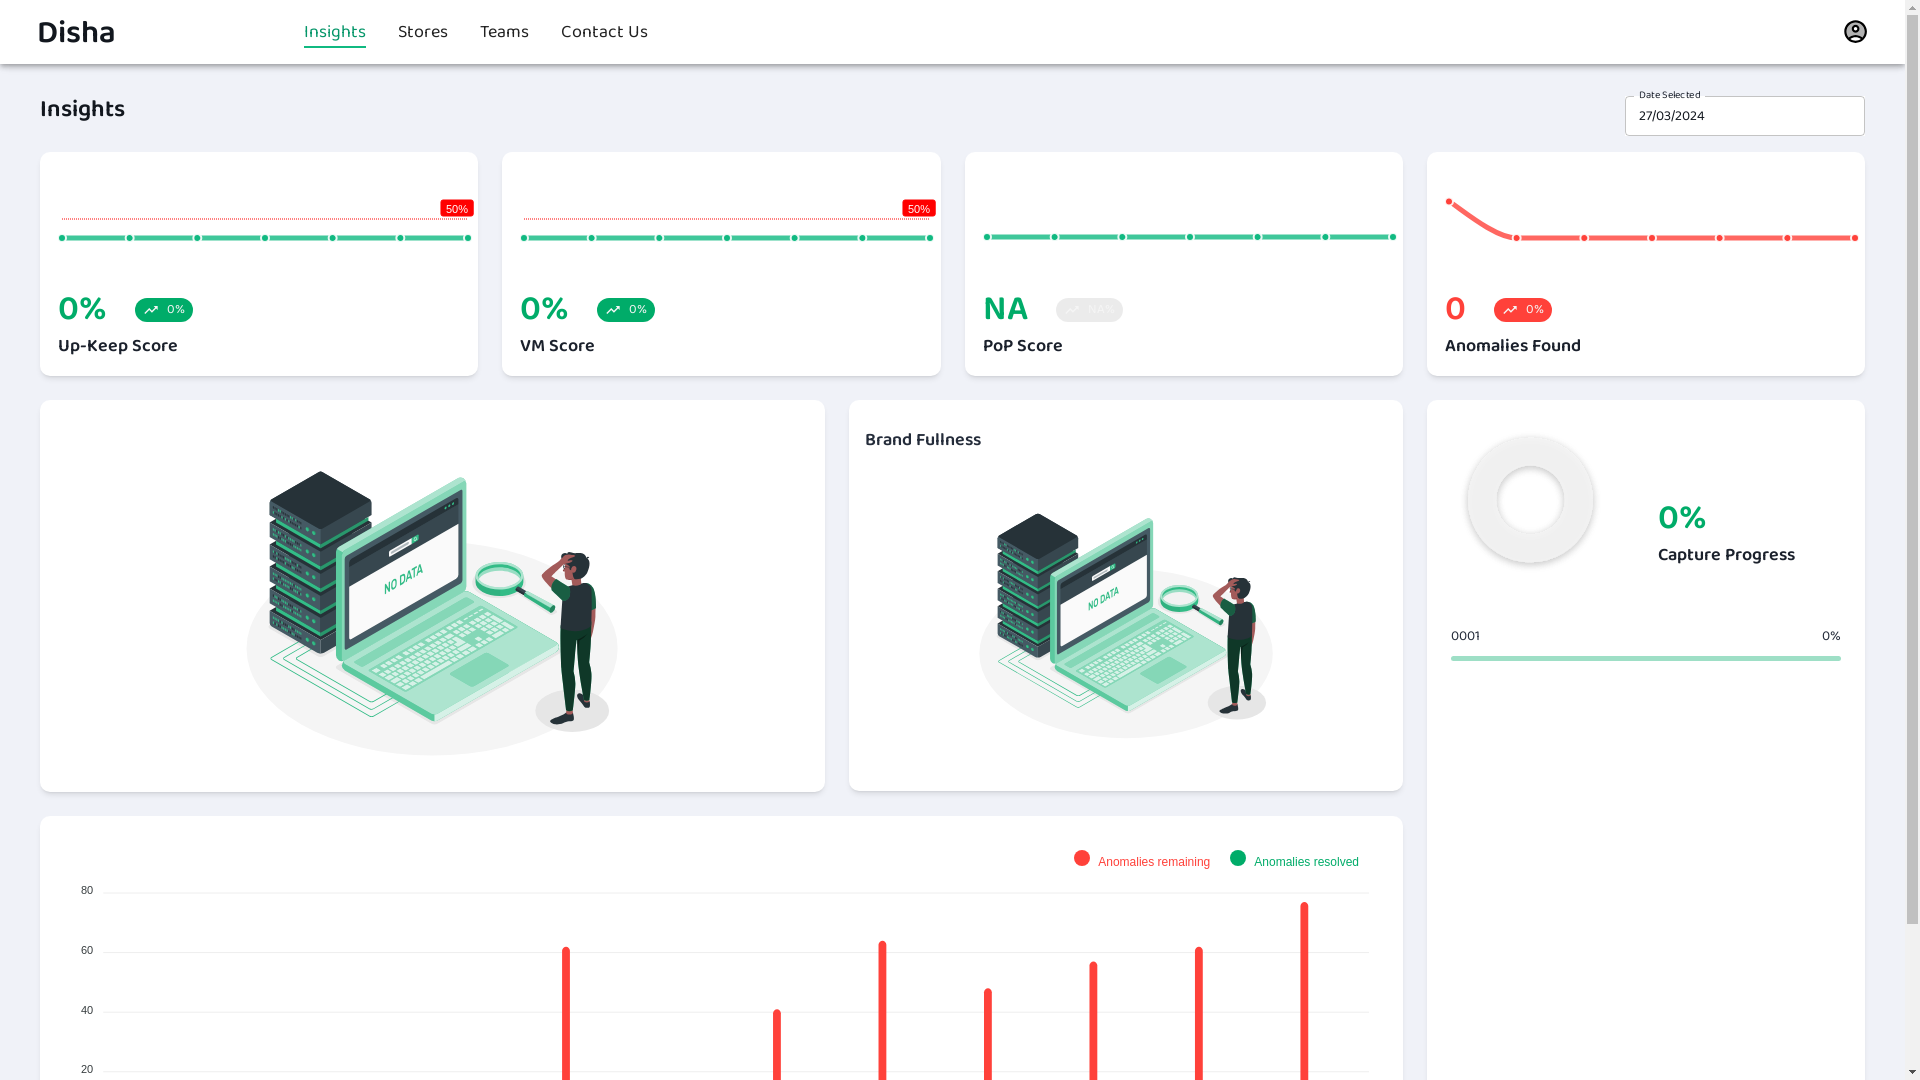 Disha
Insights Stores Teams Contact Us
Insights
Date Selected
27/03/2024
50%
0% 0%
Up-Keep Score
50%
0% 0%
VM Score
NA
PoP Score
0 0%
Anomalies Found
NO DATA
Brand Fullness
NO DATA
0%
Capture Progress
0001 0%
Anomalies remaining Anomalies resolved
80
60
40
20